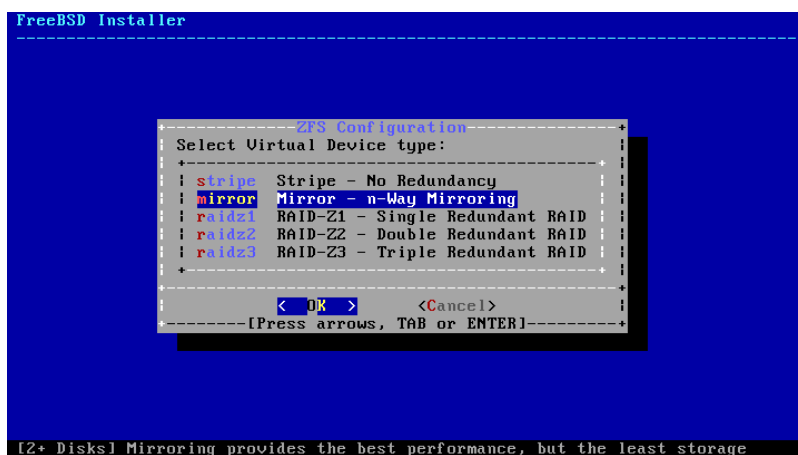 FreeBSD Installer
ZFS Configuration
Select Virtual Device type:
stripe Stripe - No Redundancy
mirror Mirror - n-Way Mirroring
raidz1 RAID-Z1 - Single Redundant RAID
raidz2 RAID-Z2 - Double Redundant RAID
raidz3 RAID-Z3 - Triple Redundant RAID
< OK > <Cancel>
[Press arrows, TAB or ENTER]
[2+ Disks] Mirroring provides the best performance, but the least storage